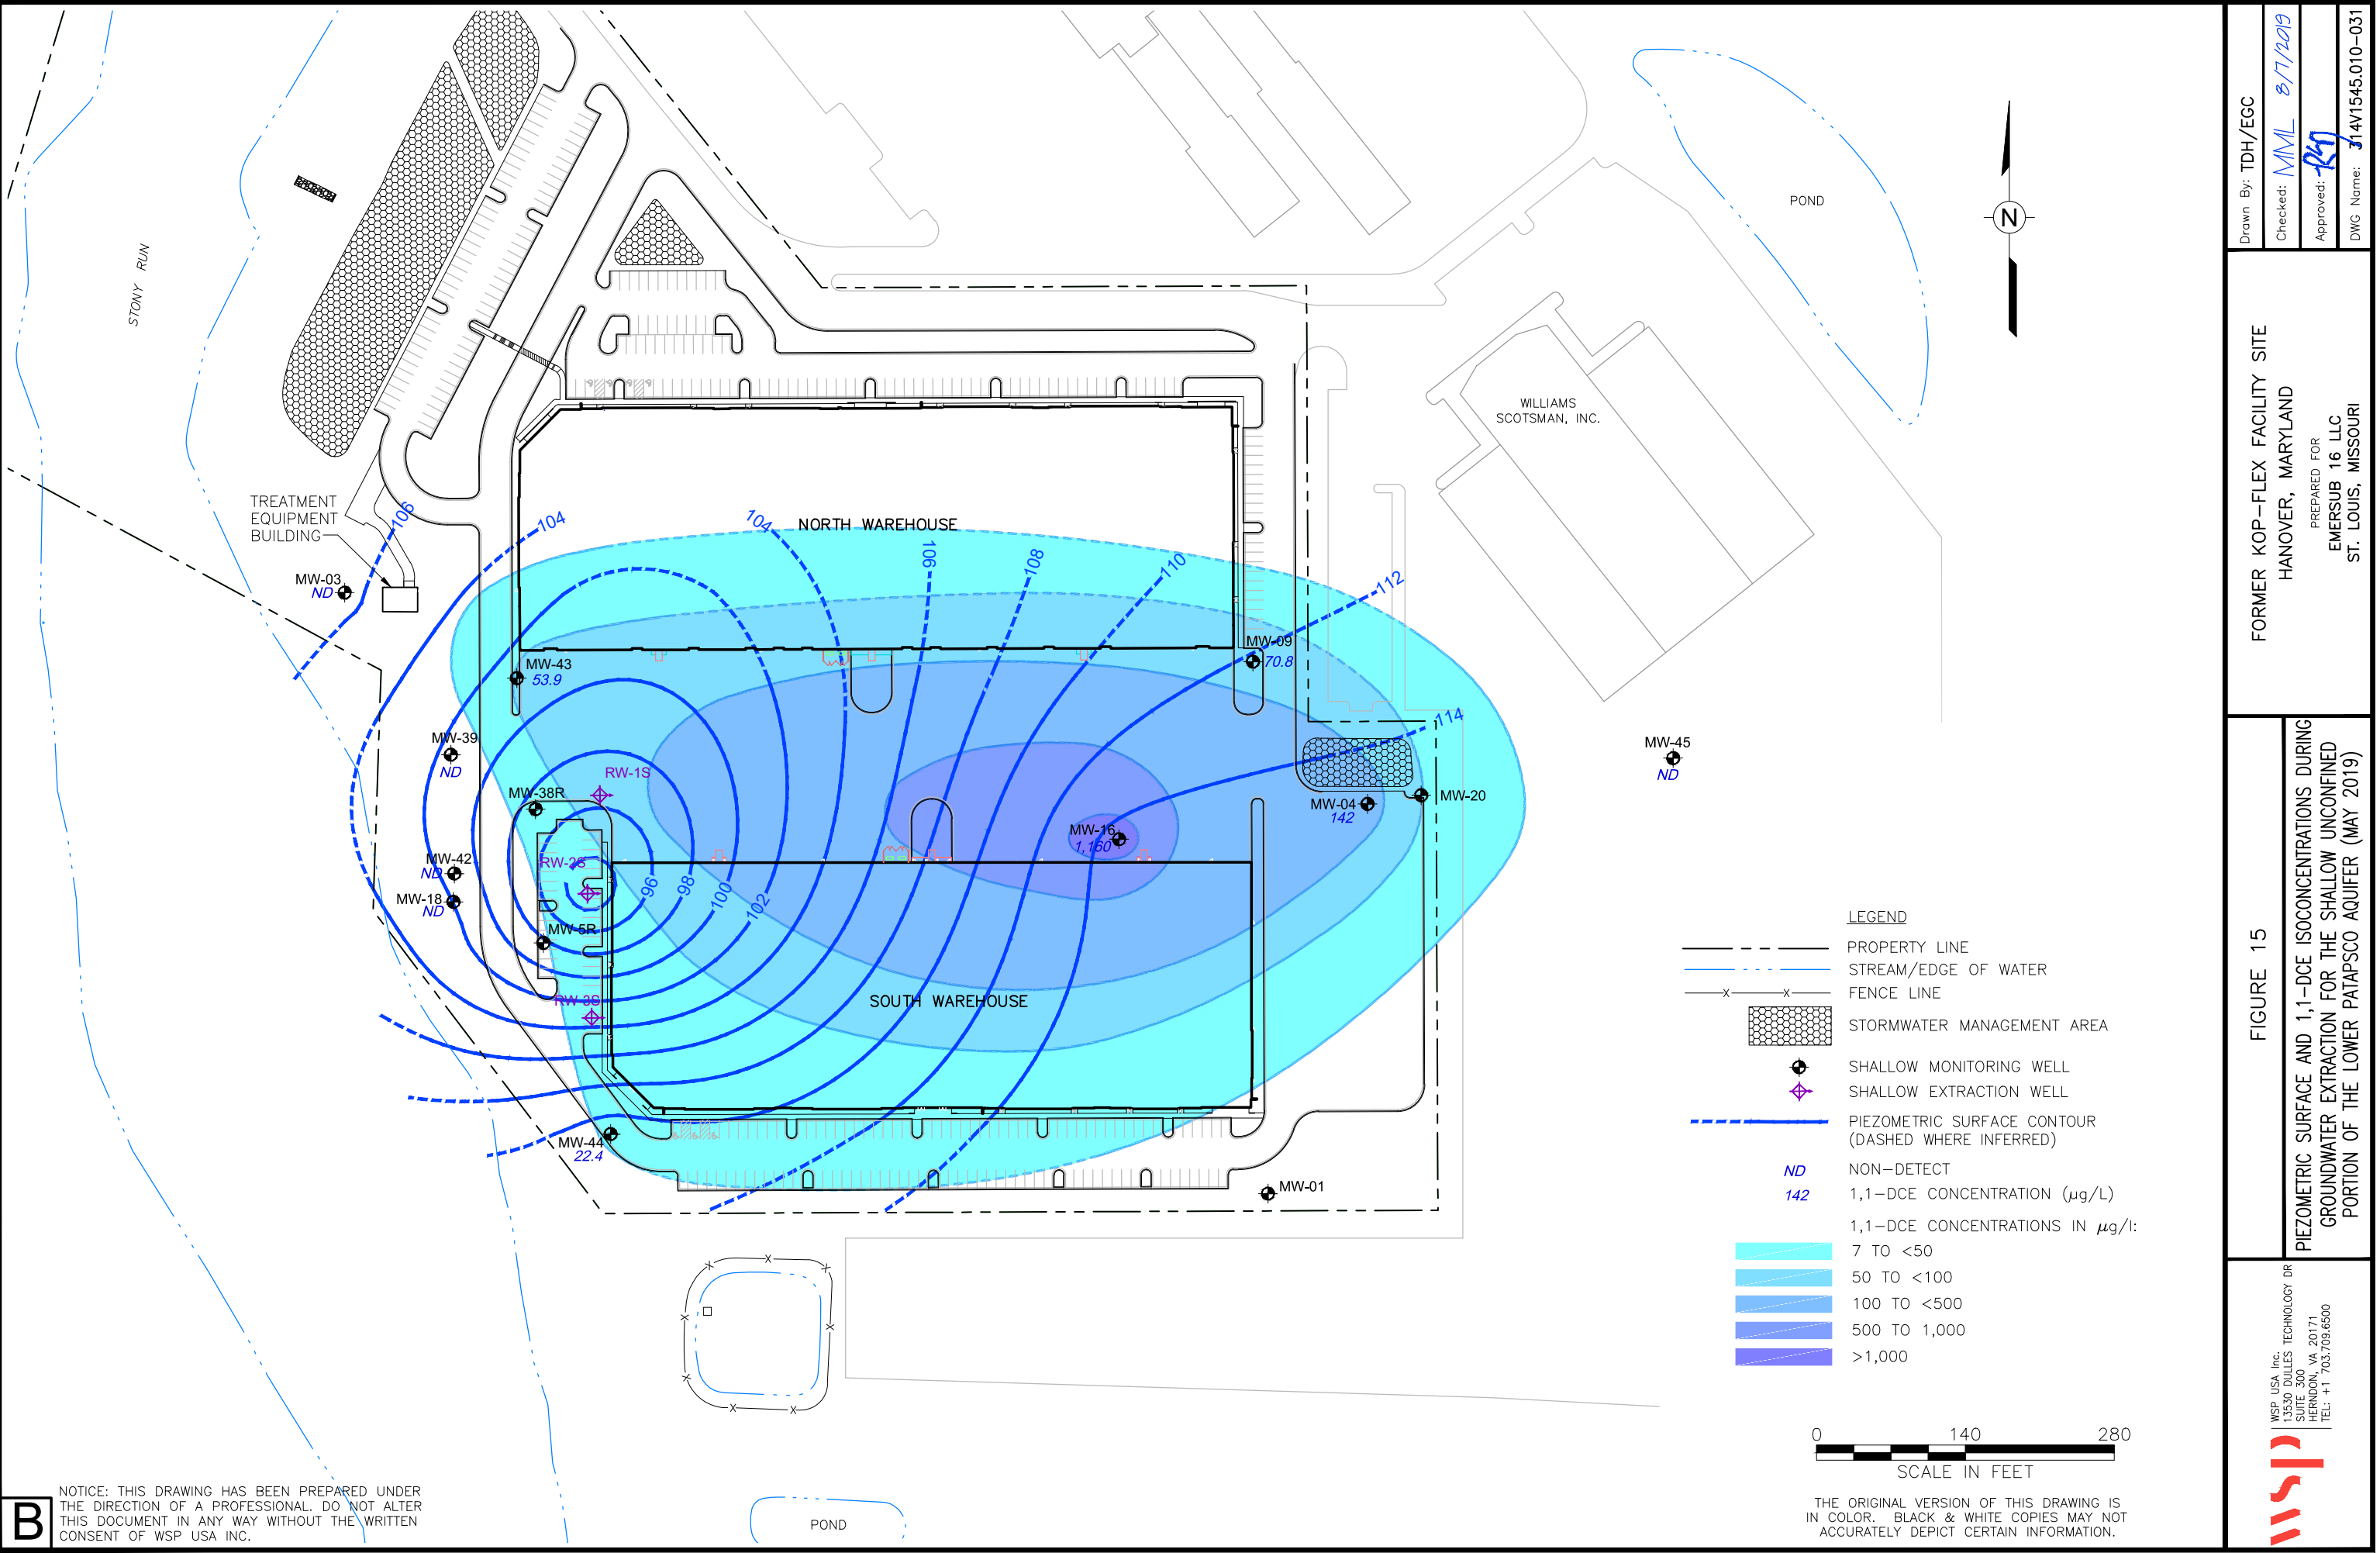 STONY RUN
POND
WILLIAMS
SCOTSMAN, INC.
N
TREATMENT
EQUIPMENT
BUILDING
106
104
104
NORTH WAREHOUSE
106
108
110
112
114
MW-03
ND
MW-43
53.9
MW-09
70.8
MW-39
ND
RW-1S
MW-38R
MW-45
ND
MW-04
142
MW-20
MW-16
1,160
MW-42
ND
RW-2S
MW-18
ND
96
98
100
102
MW-5R
RW-3S
SOUTH WAREHOUSE
MW-44
22.4
MW-01
X
X
X
X
X
X
X
X
X
POND
LEGEND
PROPERTY LINE
STREAM/EDGE OF WATER
X X FENCE LINE
STORMWATER MANAGEMENT AREA
SHALLOW MONITORING WELL
SHALLOW EXTRACTION WELL
PIEZOMETRIC SURFACE CONTOUR
(DASHED WHERE INFERRED)
ND NON-DETECT
142 1,1-DCE CONCENTRATION (µg/L)
1,1-DCE CONCENTRATIONS IN µg/l:
7 TO <50
50 TO <100
100 TO <500
500 TO 1,000
>1,000
0 140 280
SCALE IN FEET
THE ORIGINAL VERSION OF THIS DRAWING IS
IN COLOR. BLACK & WHITE COPIES MAY NOT
ACCURATELY DEPICT CERTAIN INFORMATION.
B
NOTICE: THIS DRAWING HAS BEEN PREPARED UNDER
THE DIRECTION OF A PROFESSIONAL. DO NOT ALTER
THIS DOCUMENT IN ANY WAY WITHOUT THE WRITTEN
CONSENT OF WSP USA INC.
Drawn By: TDH/EGC
Checked: MML 8/7/2019
Approved:
DWG Name: 314V1545.010-031
FORMER KOP-FLEX FACILITY SITE
HANOVER, MARYLAND
PREPARED FOR
EMERSUB 16 LLC
ST. LOUIS, MISSOURI
FIGURE 15
PIEZOMETRIC SURFACE AND 1,1-DCE ISOCONCENTRATIONS DURING
GROUNDWATER EXTRACTION FOR THE SHALLOW UNCONFINED
PORTION OF THE LOWER PATAPSCO AQUIFER (MAY 2019)
wsp
WSP USA Inc.
13530 DULLES TECHNOLOGY DR
SUITE 300
HERNDON, VA 20171
TEL: +1 703.709.6500